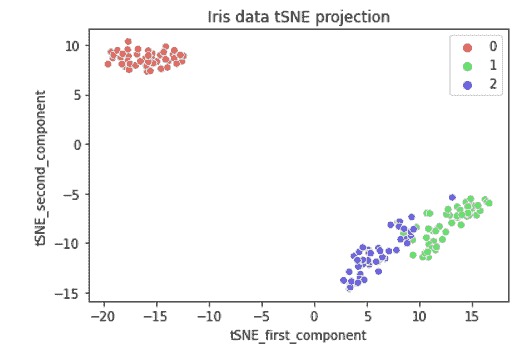 Iris data tSNE projection
0
1
2
10
5
0
−5
−10
−15
tSNE_second_component
−20 −15 −10 −5 0 5 10 15
tSNE_first_component